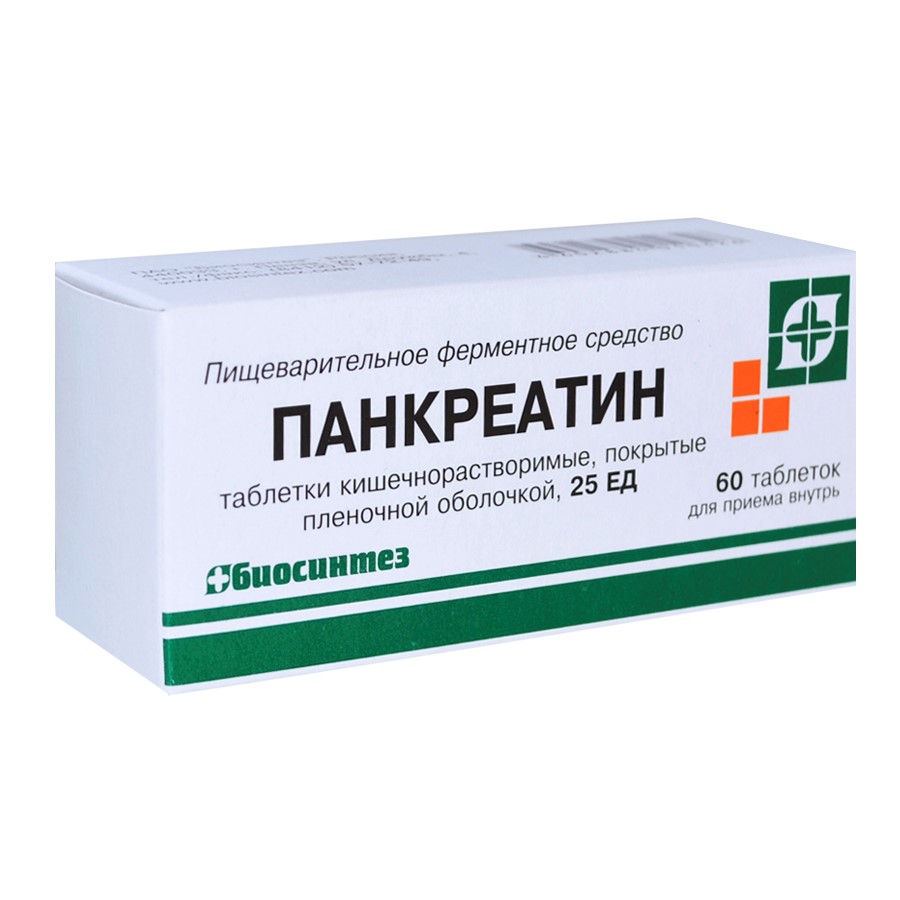 Пищеварительное ферментное средство
ПАНКРЕАТИН
таблетки кишечнорастворимые, покрытые
пленочной оболочкой, 25 ЕД
60 таблеток
для приема внутрь
биосинтез